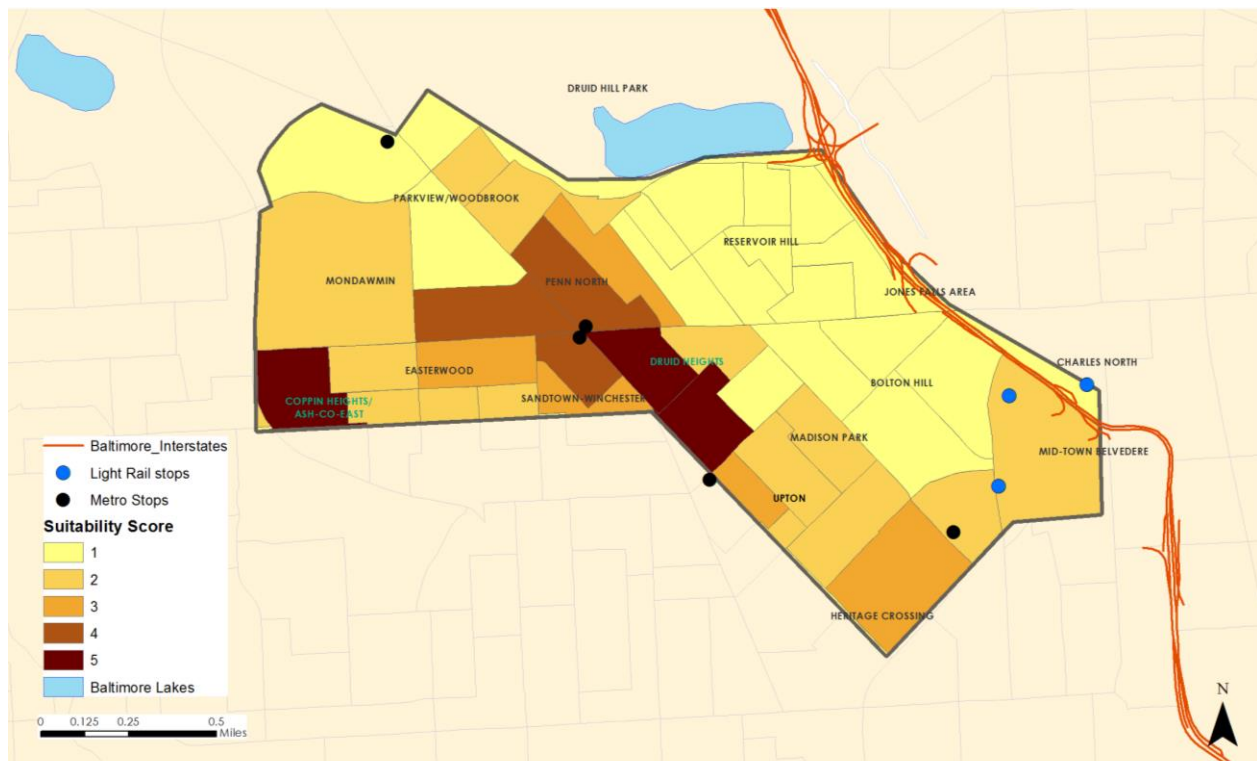 DRUID HILL PARK
PARKVIEW/WOODBROOK
RESERVOIR HILL
MONDAWMIN
PENN NORTH
JONES FALLS AREA
DRUID HEIGHTS
CHARLES NORTH
EASTERWOOD
BOLTON HILL
COPPIN HEIGHTS/
ASH-CO-EAST
SANDTOWN-WINCHESTER
MADISON PARK
MID-TOWN BELVEDERE
UPTON
HERITAGE CROSSING
Baltimore_Interstates
Light Rail stops
Metro Stops
Suitability Score
1
2
3
4
5
Baltimore Lakes
0 0.125 0.25 0.5
Miles
N